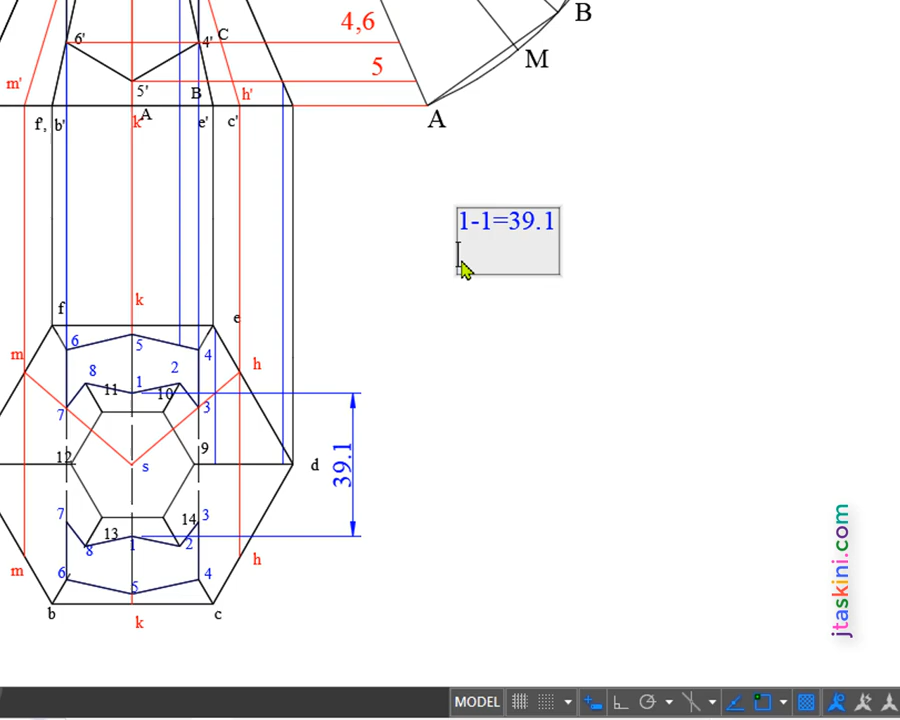 B
4,6
6' 4' C
M
5
m' 5' B h'
A
f, b' k' e' c' A
1-1=39.1
k
f e
6 5 4
m h
8 2
11 1 10
7 3
9
12 s d
39.1
7 14 3
13
8 1 2
m h
6 4
5
b c
k
jtaskini.com
MODEL